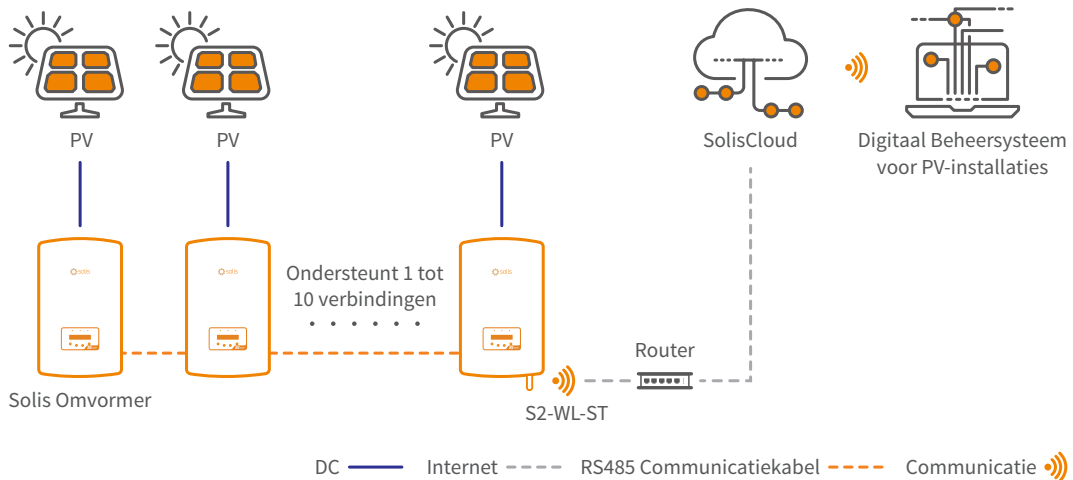 PV
PV
PV
SolisCloud
Digitaal Beheersysteem
voor PV-installaties
solis
solis
solis
Ondersteunt 1 tot
10 verbindingen
Router
Solis Omvormer
S2-WL-ST
DC
Internet
RS485 Communicatiekabel
Communicatie